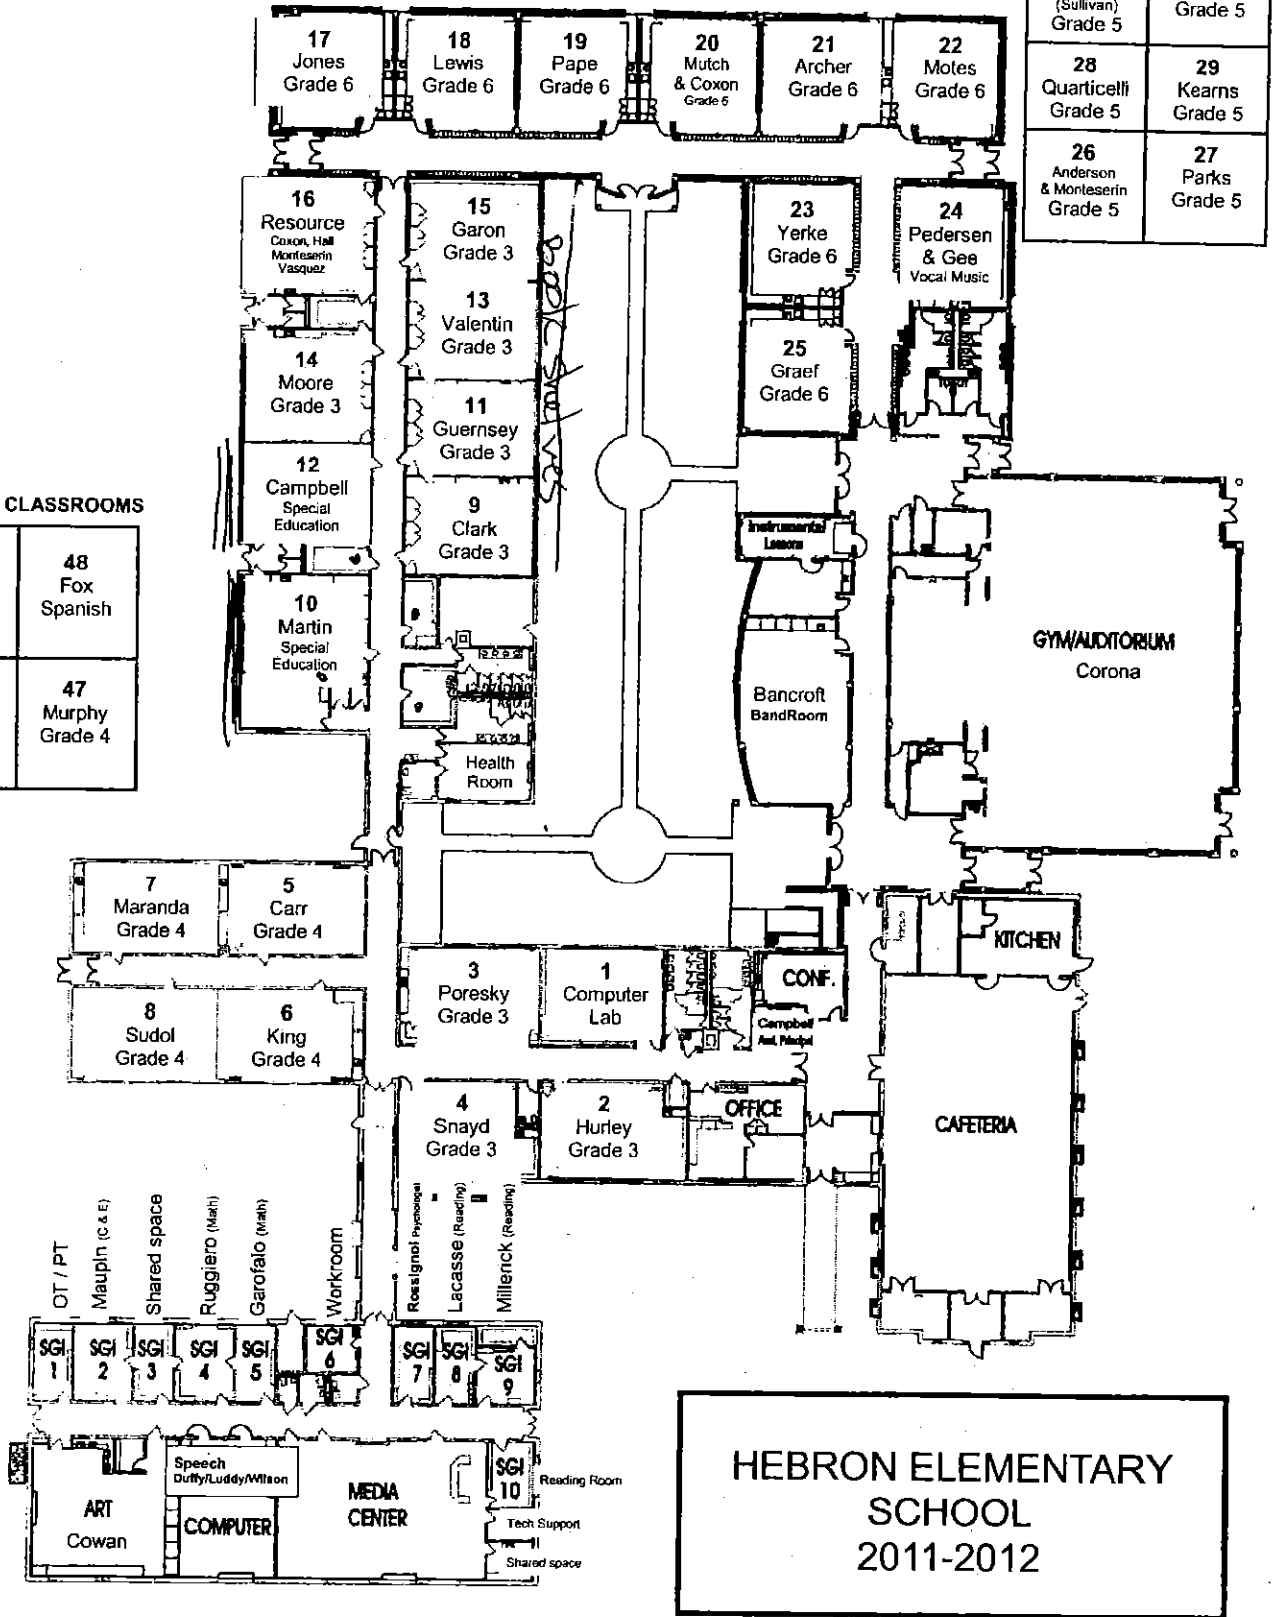 17
Jones
Grade 6
18
Lewis
Grade 6
19
Pape
Grade 6
20
Mutch
& Coxon
Grade 6
21
Archer
Grade 6
22
Motes
Grade 6
(Sullivan)
Grade 5
Grade 5
28
Quarticelli
Grade 5
29
Kearns
Grade 5
26
Anderson
& Monteserin
Grade 5
27
Parks
Grade 5
16
Resource
Coxon, Hall
Monteserin
Vasquez
15
Garon
Grade 3
13
Valentin
Grade 3
14
Moore
Grade 3
11
Guernsey
Grade 3
12
Campbell
Special
Education
9
Clark
Grade 3
10
Martin
Special
Education
Health
Room
23
Yerke
Grade 6
24
Pedersen
& Gee
Vocal Music
25
Graef
Grade 6
Instrumental
Lessons
Bancroft
BandRoom
GYM/AUDITORIUM
Corona
CLASSROOMS
48
Fox
Spanish
47
Murphy
Grade 4
7
Maranda
Grade 4
5
Carr
Grade 4
8
Sudol
Grade 4
6
King
Grade 4
3
Poresky
Grade 3
1
Computer
Lab
CONF.
Campbell
Asst. Principal
KITCHEN
4
Snayd
Grade 3
2
Hurley
Grade 3
OFFICE
CAFETERIA
OT / PT
Maupin (C & E)
Shared space
Ruggiero (Math)
Garofalo (Math)
Workroom
Rossignol Psychologist
Lacasse (Reading)
Millerick (Reading)
SGI
1
SGI
2
SGI
3
SGI
4
SGI
5
SGI
6
SGI
7
SGI
8
SGI
9
ART
Cowan
Speech
Duffy/Luddy/Wilson
COMPUTER
MEDIA
CENTER
SGI
10
Reading Room
Tech Support
Shared space
HEBRON ELEMENTARY
SCHOOL
2011-2012